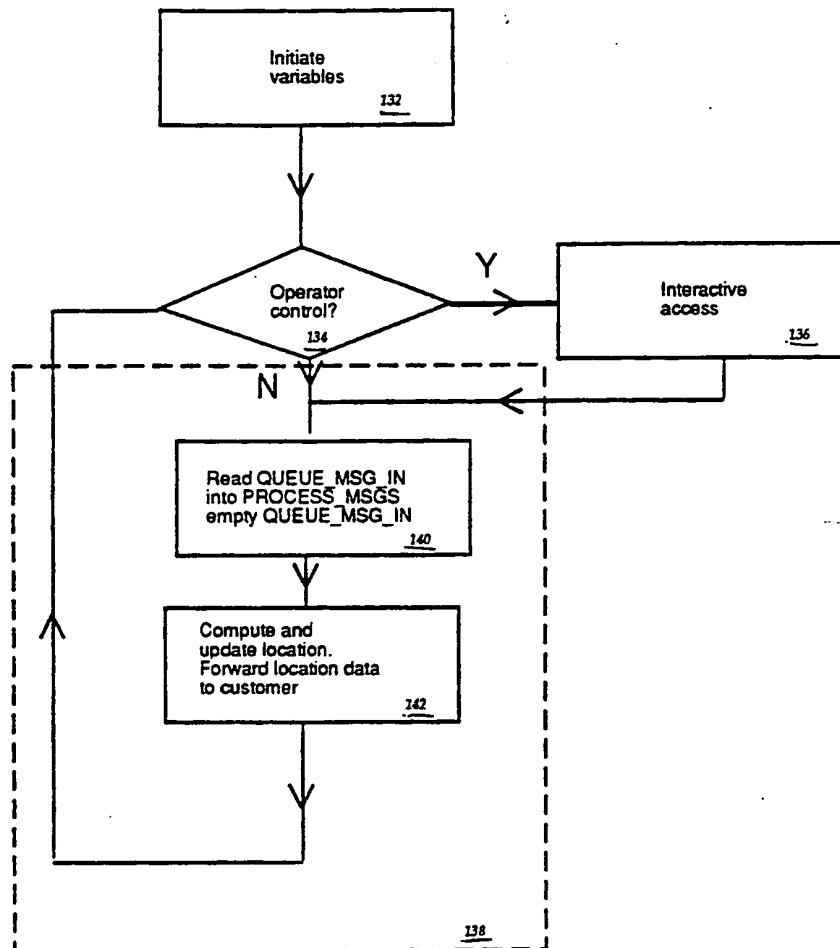 Initiate
variables
132
Operator
control?
134
Y
Interactive
access
136
N
Read QUEUE_MSG_IN
into PROCESS_MSGS
empty QUEUE_MSG_IN
140
Compute and
update location.
Forward location data
to customer
142
138